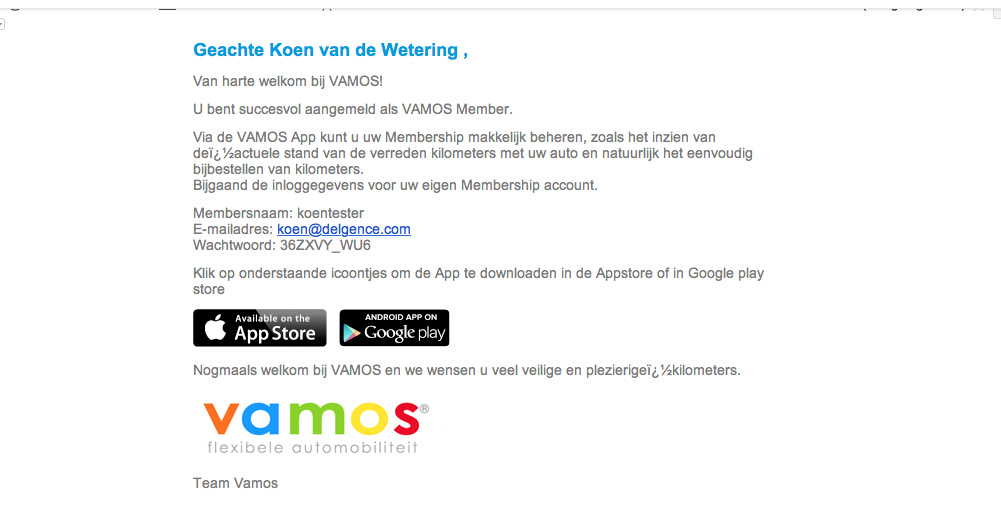 Geachte Koen van de Wetering ,
Van harte welkom bij VAMOS!
U bent succesvol aangemeld als VAMOS Member.
Via de VAMOS App kunt u uw Membership makkelijk beheren, zoals het inzien van
deï¿½actuele stand van de verreden kilometers met uw auto en natuurlijk het eenvoudig
bijbestellen van kilometers.
Bijgaand de inloggegevens voor uw eigen Membership account.
Membersnaam: koentester
E-mailadres: koen@delgence.com
Wachtwoord: 36ZXVY_WU6
Klik op onderstaande icoontjes om de App te downloaden in de Appstore of in Google play
store
Available on the
App Store
ANDROID APP ON
Google play
Nogmaals welkom bij VAMOS en we wensen u veel veilige en plezierigeï¿½kilometers.
vamos®
flexibele automobiliteit
Team Vamos